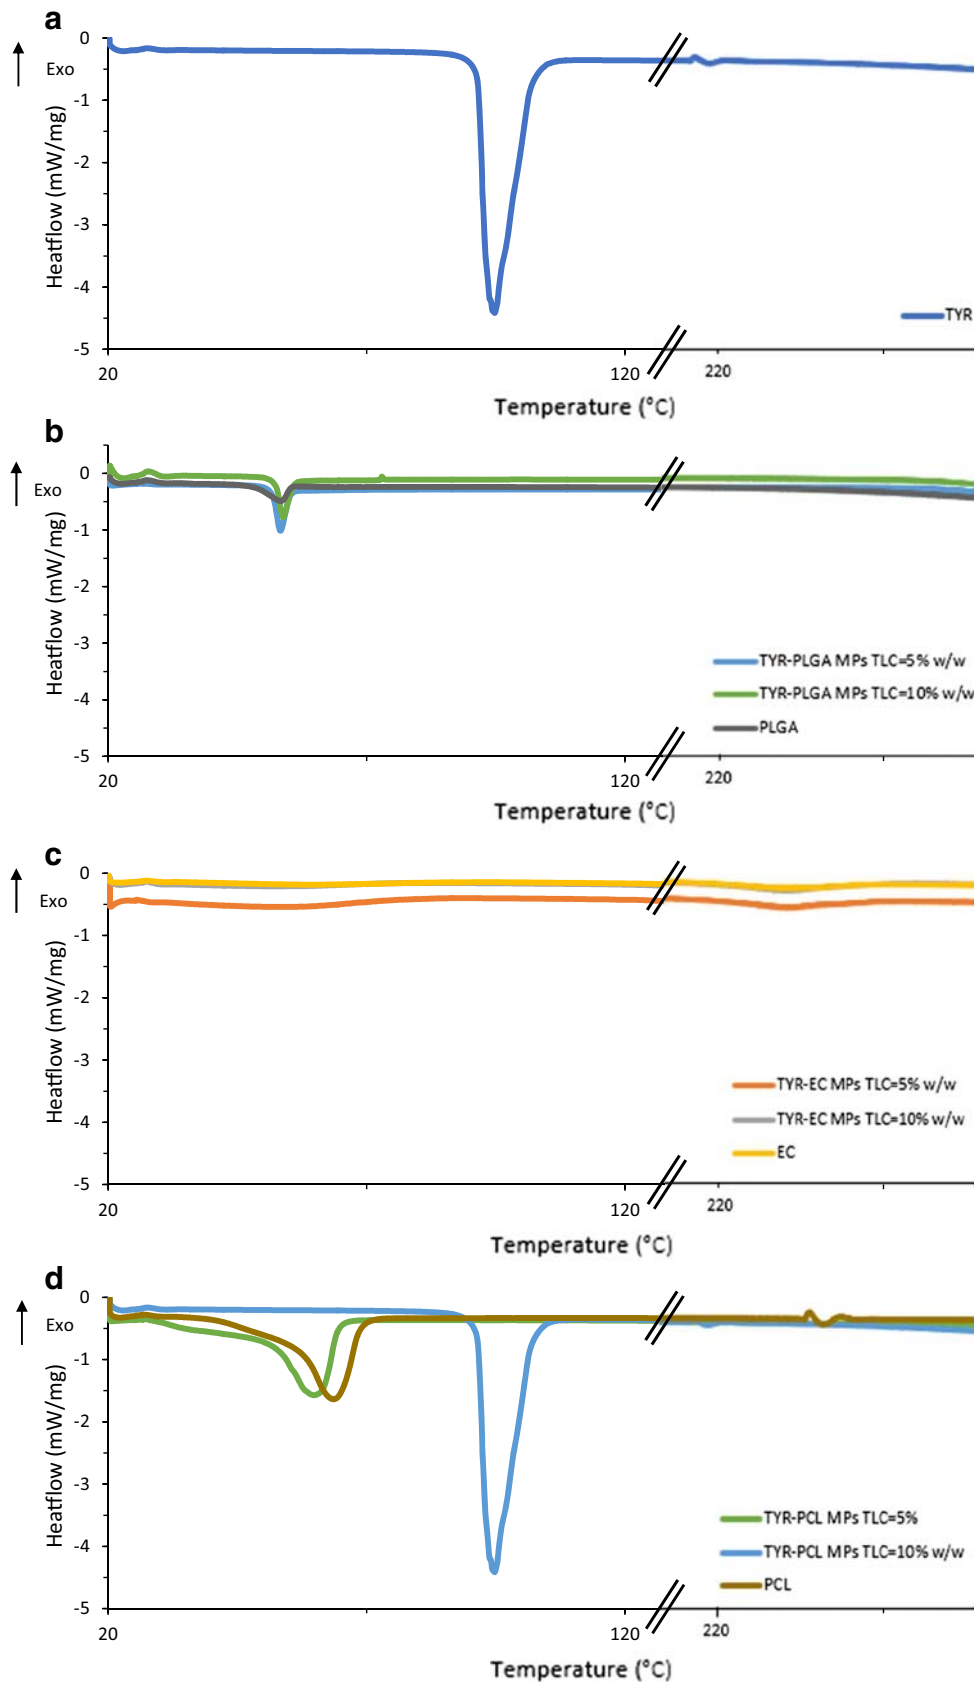 a
0
Exo
-1
-2
-3
-4
-5
Heatflow (mW/mg)
TYR
20
120
220
Temperature (°C)
b
0
Exo
-1
-2
-3
-4
-5
Heatflow (mW/mg)
TYR-PLGA MPs TLC=5% w/w
TYR-PLGA MPs TLC=10% w/w
PLGA
20
120
220
Temperature (°C)
c
0
Exo
-1
-2
-3
-4
-5
Heatflow (mW/mg)
TYR-EC MPs TLC=5% w/w
TYR-EC MPs TLC=10% w/w
EC
20
120
220
Temperature (°C)
d
0
Exo
-1
-2
-3
-4
-5
Heatflow (mW/mg)
TYR-PCL MPs TLC=5%
TYR-PCL MPs TLC=10% w/w
PCL
20
120
220
Temperature (°C)